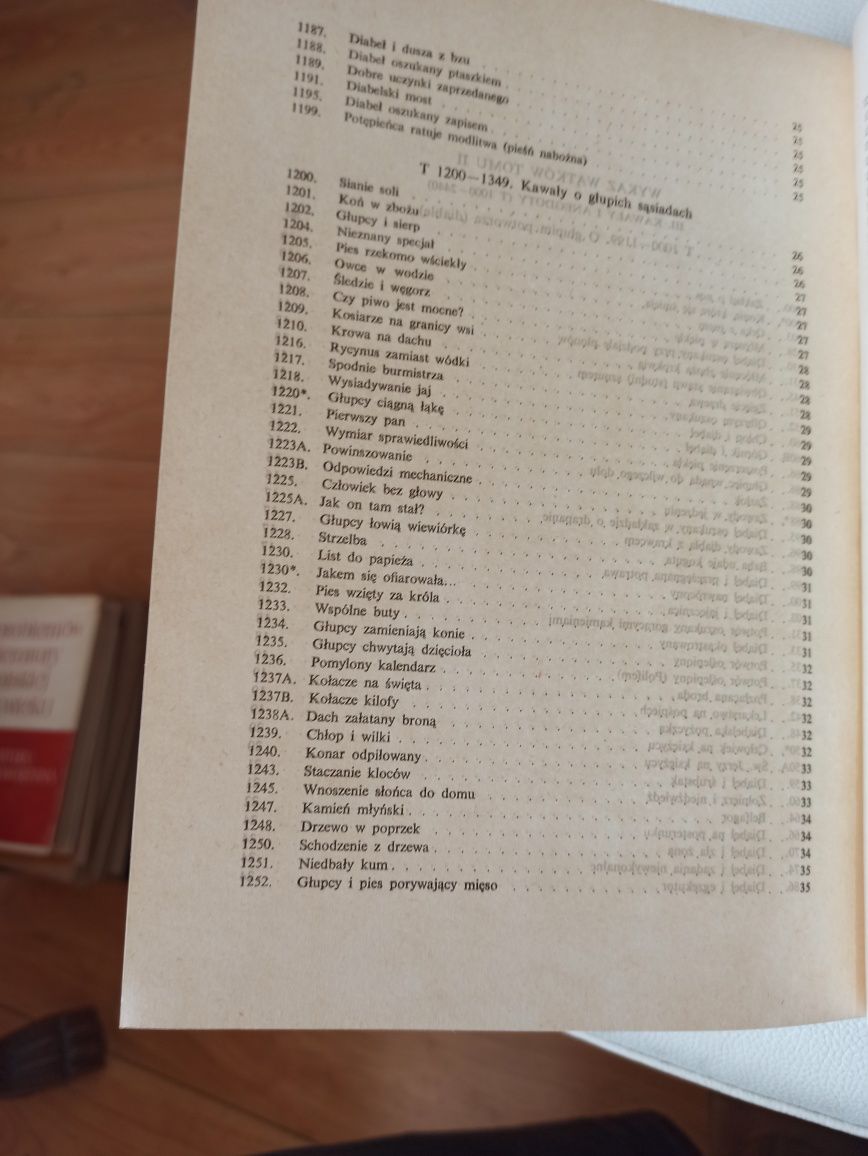 1187. Diabeł i dusza z bzu 25
1188. Diabeł oszukany ptaszkiem 25
1189. Dobre uczynki zaprzedanego 25
1191. Diabelski most 25
1195. Diabeł oszukany zapisem 25
1199. Potępieńca ratuje modlitwa (pieśń nabożna) 25
T 1200—1349. Kawały o głupich sąsiadach
1200. Sianie soli 26
1201. Koń w zbożu 26
1202. Głupcy i sierp 26
1204. Nieznany specjał 27
1205. Pies rzekomo wściekły 27
1206. Owce w wodzie 27
1207. Śledzie i węgorz 27
1208. Czy piwo jest mocne? 27
1209. Kosiarze na granicy wsi 28
1210. Krowa na dachu 28
1216. Rycynus zamiast wódki 28
1217. Spodnie burmistrza 28
1218. Wysiadywanie jaj 29
1220*. Głupcy ciągną łąkę 29
1221. Pierwszy pan 29
1222. Wymiar sprawiedliwości 29
1223A. Powinszowanie 29
1223B. Odpowiedzi mechaniczne 30
1225. Człowiek bez głowy 30
1225A. Jak on tam stał? 30
1227. Głupcy łowią wiewiórkę 30
1228. Strzelba 30
1230. List do papieża 31
1230*. Jakem się ofiarowała... 31
1232. Pies wzięty za króla 31
1233. Wspólne buty 31
1234. Głupcy zamieniają konie 31
1235. Głupcy chwytają dzięcioła 32
1236. Pomylony kalendarz 32
1237A. Kołacze na święta 32
1237B. Kołacze kilofy 32
1238A. Dach załatany broną 32
1239. Chłop i wilki 32
1240. Konar odpiłowany 33
1243. Staczanie kloców 33
1245. Wnoszenie słońca do domu 33
1247. Kamień młyński 34
1248. Drzewo w poprzek 34
1250. Schodzenie z drzewa 34
1251. Niedbały kum 35
1252. Głupcy i pies porywający mięso 35